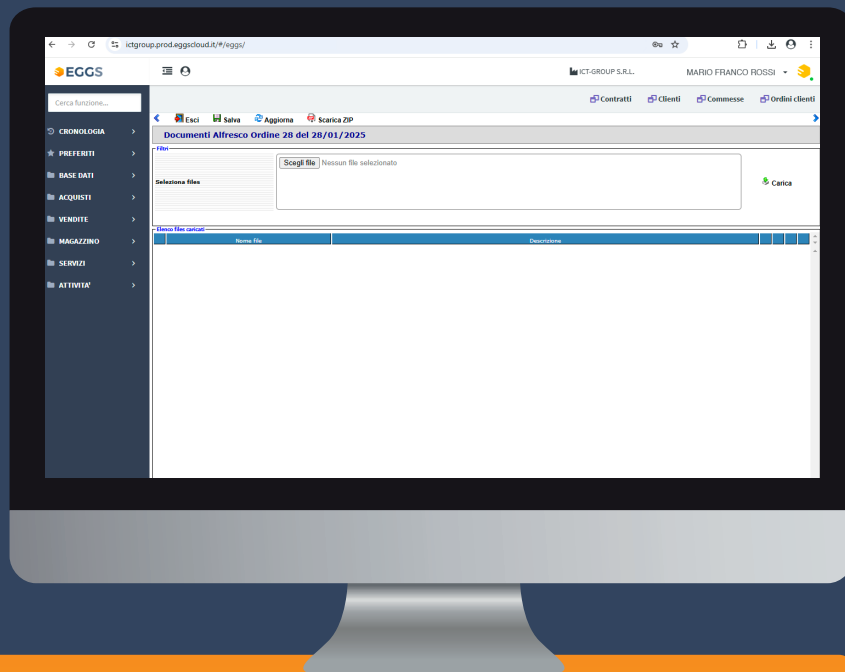 ictgroup.prod.eggscloud.it/#/eggs/
EGGS
ICT-GROUP S.R.L.
MARIO FRANCO ROSSI
Cerca funzione...
Contratti
Clienti
Commesse
Ordini clienti
Esci
Salva
Aggiorna
Scarica ZIP
CRONOLOGIA
Documenti Alfresco Ordine 28 del 28/01/2025
PREFERITI
Filtri
Scegli file Nessun file selezionato
BASE DATI
Seleziona files
Carica
ACQUISTI
VENDITE
Elenco files caricati
MAGAZZINO
Nome file
Descrizione
SERVIZI
ATTIVITA'